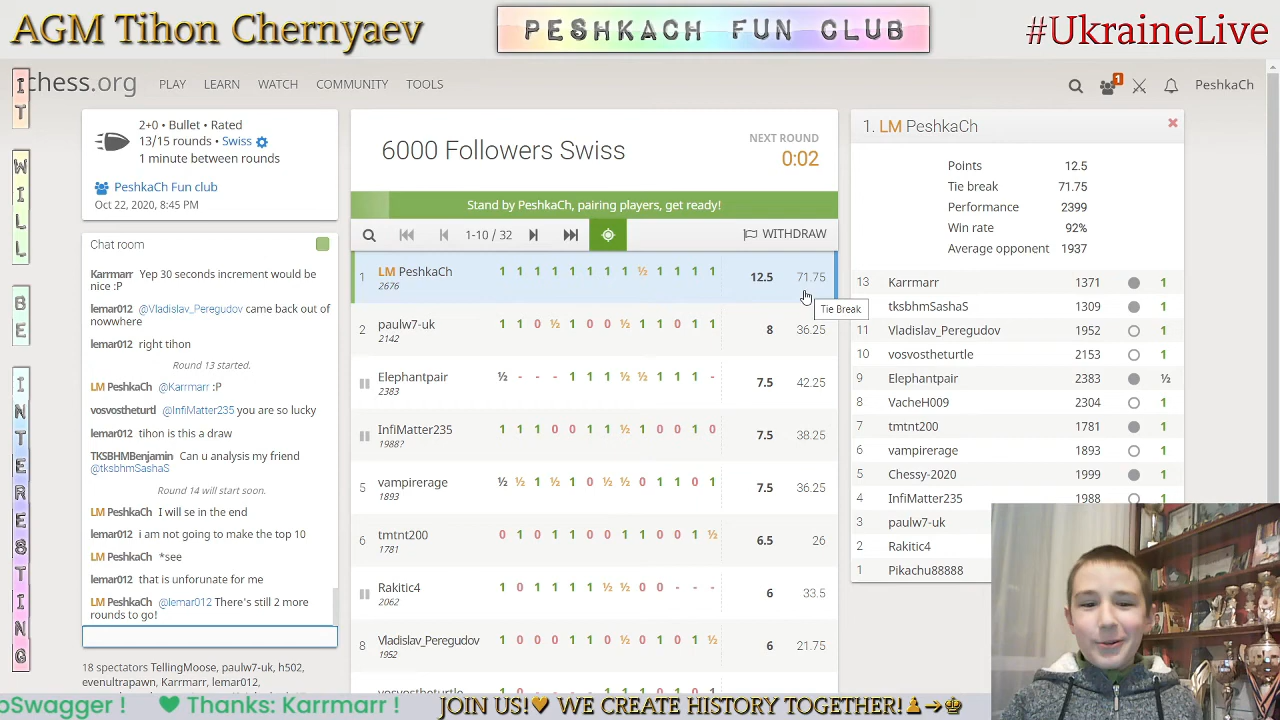 AGM Tihon Chernyaev
PESHKACH FUN CLUB
#UkraineLive
IT WILL BE INTERESTING
chess.org
PLAY LEARN WATCH COMMUNITY TOOLS
1
PeshkaCh
2+0 • Bullet • Rated
13/15 rounds • Swiss
1 minute between rounds
PeshkaCh Fun club
Oct 22, 2020, 8:45 PM
Chat room
Karrmarr Yep 30 seconds increment would be
nice :P
lemar012 @Vladislav_Peregudov came back out of
nowwhere
lemar012 right tihon
Round 13 started.
LM PeshkaCh @Karrmarr :P
vosvostheturtl @InfiMatter235 you are so lucky
lemar012 tihon is this a draw
TKSBHMBenjamin Can u analysis my friend
@tksbhmSashaS
Round 14 will start soon.
LM PeshkaCh I will se in the end
lemar012 i am not going to make the top 10
LM PeshkaCh *see
lemar012 that is unforunate for me
LM PeshkaCh @lemar012 There's still 2 more
rounds to go!
18 spectators TellingMoose, paulw7-uk, h502,
evenultrapawn, Karrmarr, lemar012,
6000 Followers Swiss
NEXT ROUND
0:02
Stand by PeshkaCh, pairing players, get ready!
1-10 / 32
WITHDRAW
1 LM PeshkaCh 1 1 1 1 1 1 1 1 ½ 1 1 1 1 12.5 71.75
2676
Tie Break
2 paulw7-uk 1 1 0 ½ 1 0 0 ½ 1 1 0 1 1 8 36.25
2142
Elephantpair ½ - - - 1 1 1 ½ ½ 1 1 1 - 7.5 42.25
2383
InfiMatter235 1 1 1 0 0 1 1 ½ 1 0 0 1 0 7.5 38.25
1988?
5 vampirerage ½ ½ 1 ½ 1 0 ½ ½ 0 1 1 0 1 7.5 36.25
1893
6 tmtnt200 0 1 0 1 0 1 0 0 1 1 0 1 ½ 6.5 26
1781
Rakitic4 1 0 1 1 1 1 ½ ½ 0 0 - - - 6 33.5
2062
8 Vladislav_Peregudov 1 0 0 0 1 1 0 ½ 0 1 0 1 ½ 6 21.75
1952
1. LM PeshkaCh
Points 12.5
Tie break 71.75
Performance 2399
Win rate 92%
Average opponent 1937
13 Karrmarr 1371 1
tksbhmSashaS 1309 1
11 Vladislav_Peregudov 1952 1
10 vosvostheturtle 2153 1
9 Elephantpair 2383 ½
8 VacheH009 2304 1
7 tmtnt200 1781 1
6 vampirerage 1893 1
5 Chessy-2020 1999 1
4 InfiMatter235 1988
3 paulw7-uk
2 Rakitic4
1 Pikachu88888
Swagger ! Thanks: Karrmarr !
JOIN US! WE CREATE HISTORY TOGETHER!